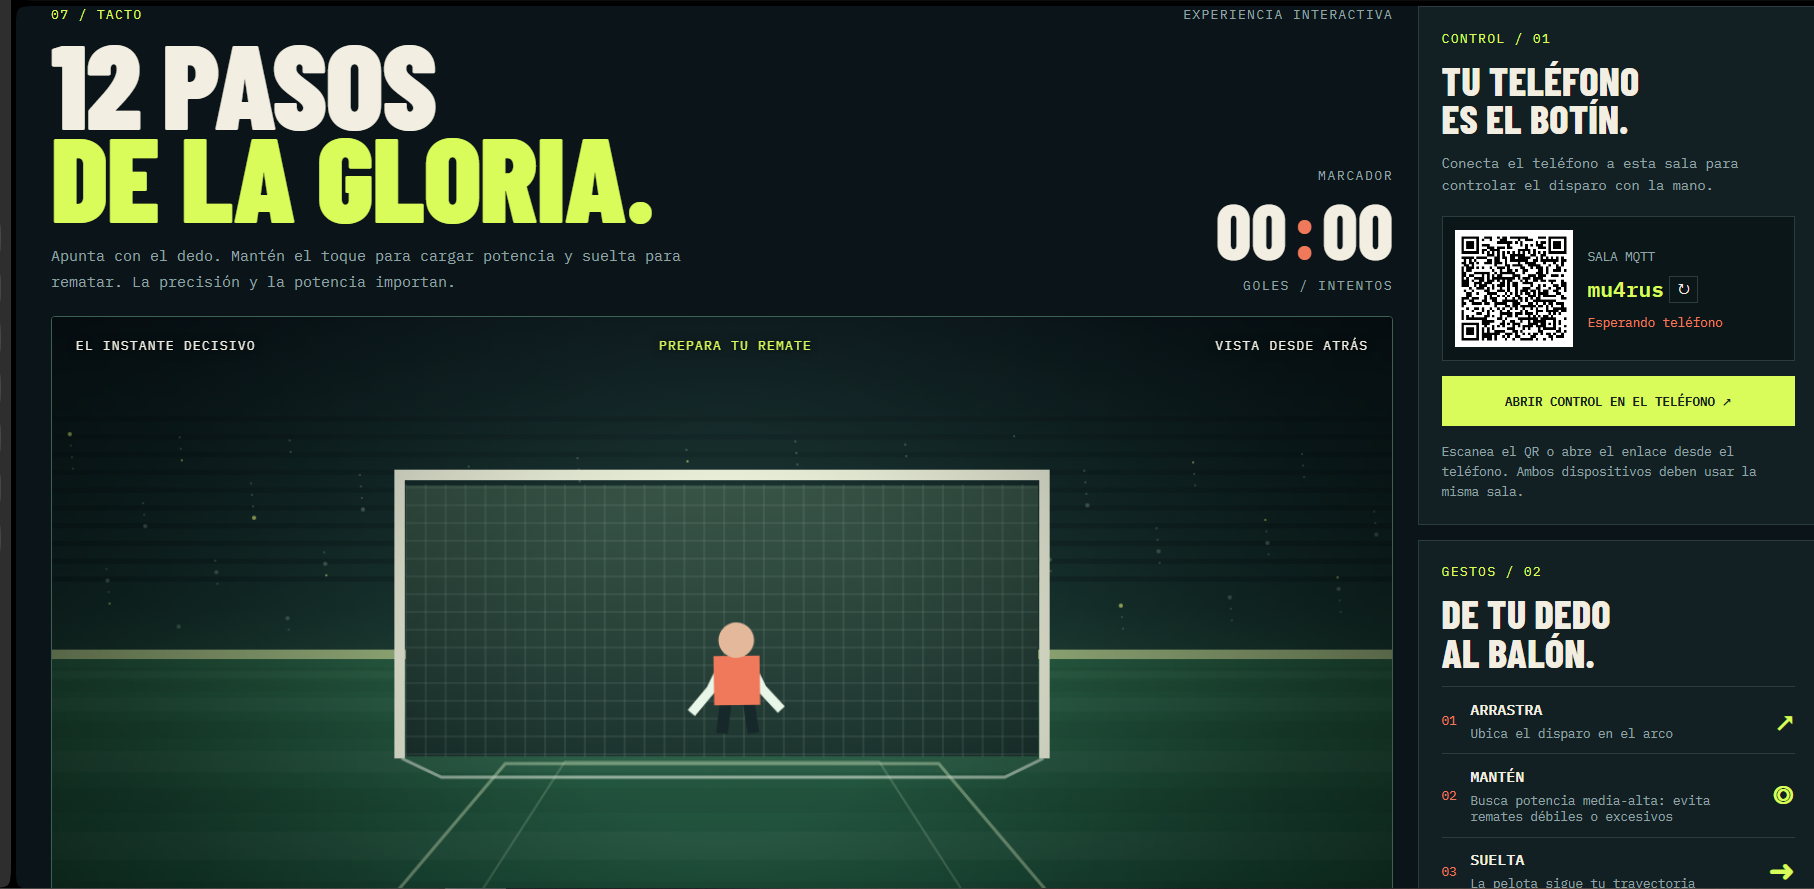 07 / TACTO
EXPERIENCIA INTERACTIVA
12 PASOS
DE LA GLORIA.
Apunta con el dedo. Mantén el toque para cargar potencia y suelta para
rematar. La precisión y la potencia importan.
MARCADOR
00:00
GOLES / INTENTOS
EL INSTANTE DECISIVO
PREPARA TU REMATE
VISTA DESDE ATRÁS
CONTROL / 01
TU TELÉFONO
ES EL BOTÍN.
Conecta el teléfono a esta sala para
controlar el disparo con la mano.
SALA MQTT
mu4rus ↻
Esperando teléfono
ABRIR CONTROL EN EL TELÉFONO ↗
Escanea el QR o abre el enlace desde el
teléfono. Ambos dispositivos deben usar la
misma sala.
GESTOS / 02
DE TU DEDO
AL BALÓN.
01
ARRASTRA
Ubica el disparo en el arco
↗
02
MANTÉN
Busca potencia media-alta: evita
remates débiles o excesivos
◎
03
SUELTA
La pelota sigue tu trayectoria
➜